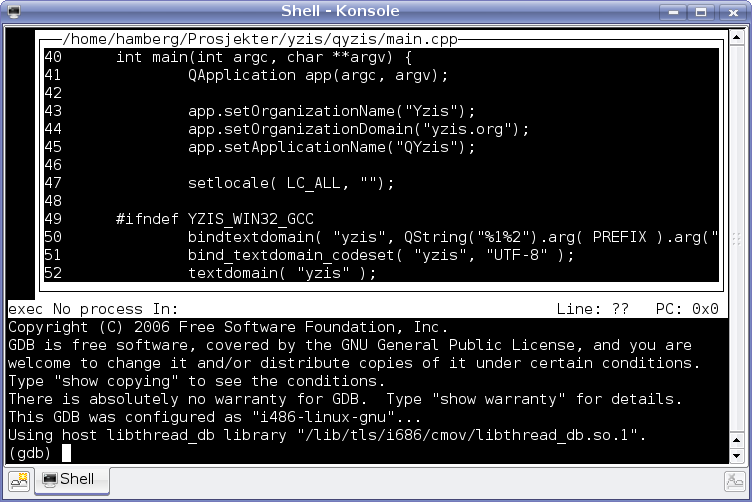 Shell - Konsole
/home/hamberg/Prosjekter/yzis/qyzis/main.cpp
40      int main(int argc, char **argv) {
41              QApplication app(argc, argv);
42
43              app.setOrganizationName("Yzis");
44              app.setOrganizationDomain("yzis.org");
45              app.setApplicationName("QYzis");
46
47              setlocale( LC_ALL, "");
48
49      #ifndef YZIS_WIN32_GCC
50              bindtextdomain( "yzis", QString("%1%2").arg( PREFIX ).arg("
51              bind_textdomain_codeset( "yzis", "UTF-8" );
52              textdomain( "yzis" );
exec No process In:                                          Line: ??   PC: 0x0
Copyright (C) 2006 Free Software Foundation, Inc.
GDB is free software, covered by the GNU General Public License, and you are
welcome to change it and/or distribute copies of it under certain conditions.
Type "show copying" to see the conditions.
There is absolutely no warranty for GDB.  Type "show warranty" for details.
This GDB was configured as "i486-linux-gnu"...
Using host libthread_db library "/lib/tls/i686/cmov/libthread_db.so.1".
(gdb)
Shell